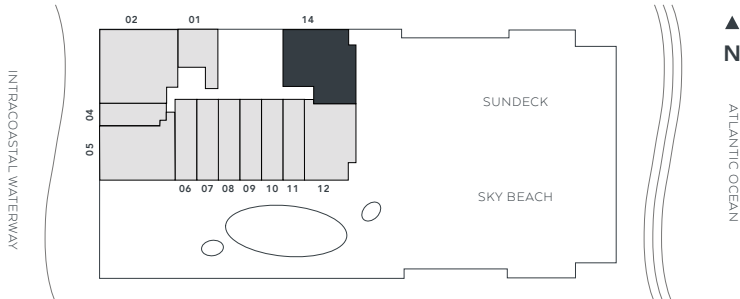 02
01
14
N
INTRACOASTAL WATERWAY
04
05
SUNDECK
ATLANTIC OCEAN
06
07
08
09
10
11
12
SKY BEACH